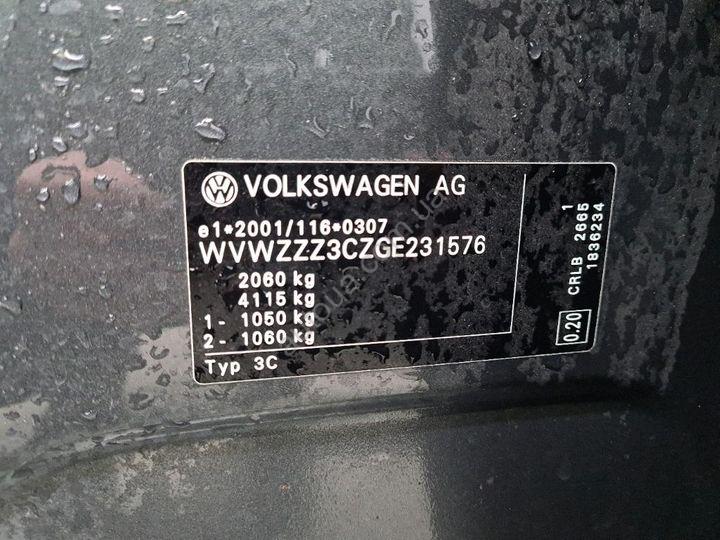 VOLKSWAGEN AG
e1*2001/116*0307
WVWZZZ3CZGE231576
2060 kg
4115 kg
1- 1050 kg
2- 1060 kg
Typ 3C
0.20
CRLB 2665 1
1836234